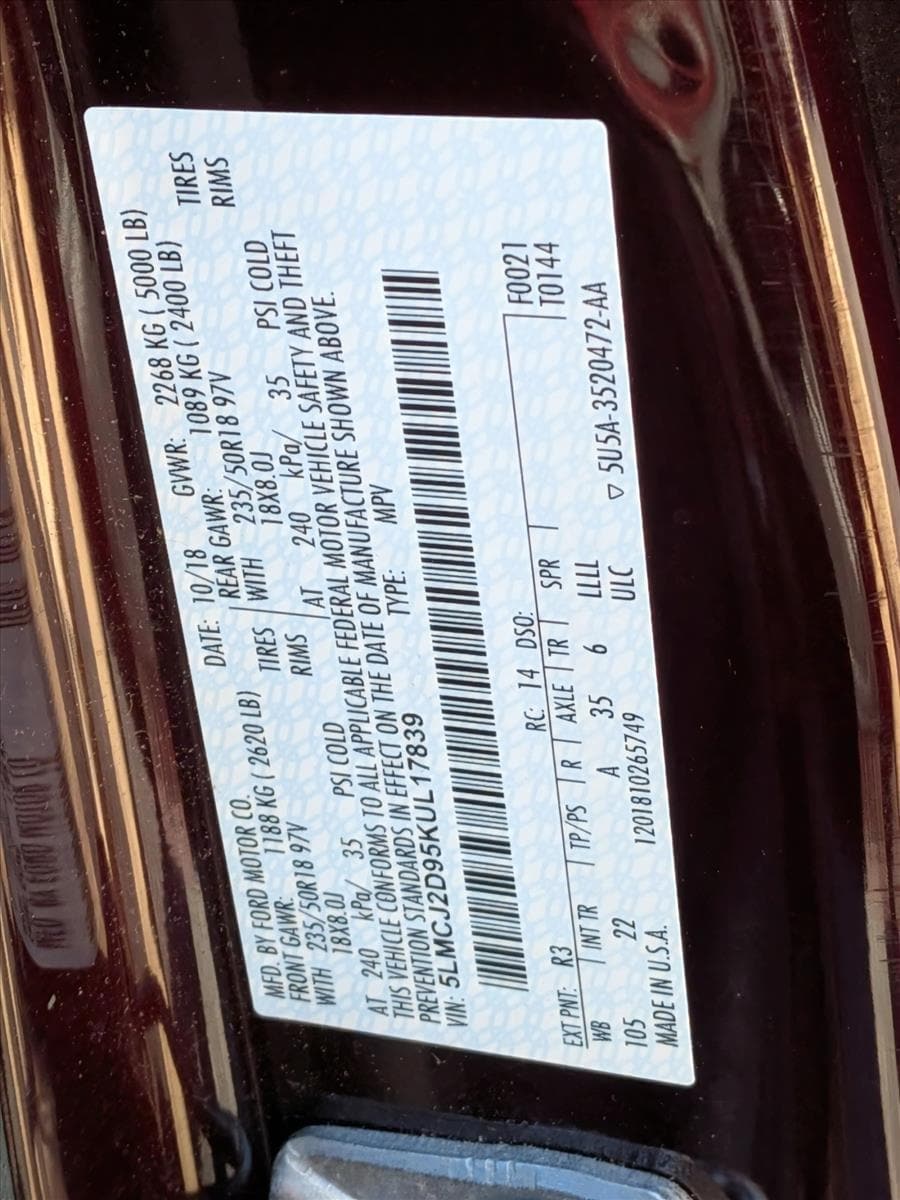 MFD. BY FORD MOTOR CO. DATE: 10/18 GVWR: 2268 KG ( 5000 LB)
FRONT GAWR: 1188 KG ( 2620 LB) REAR GAWR: 1089 KG ( 2400 LB)
WITH 235/50R18 97V TIRES WITH 235/50R18 97V TIRES
18X8.0J RIMS 18X8.0J RIMS
AT 240 kPa/ 35 PSI COLD AT 240 kPa/ 35 PSI COLD
THIS VEHICLE CONFORMS TO ALL APPLICABLE FEDERAL MOTOR VEHICLE SAFETY AND THEFT
PREVENTION STANDARDS IN EFFECT ON THE DATE OF MANUFACTURE SHOWN ABOVE.
VIN: 5LMCJ2D95KUL17839 TYPE: MPV
EXT PNT: R3 RC: 14 DSO: F0021
WB INT TR TP/PS R AXLE TR SPR T0144
105 22 A 35 6 LLLL
MADE IN U.S.A. 120181026574​9 ULC ▽ 5U5A-3520472-AA